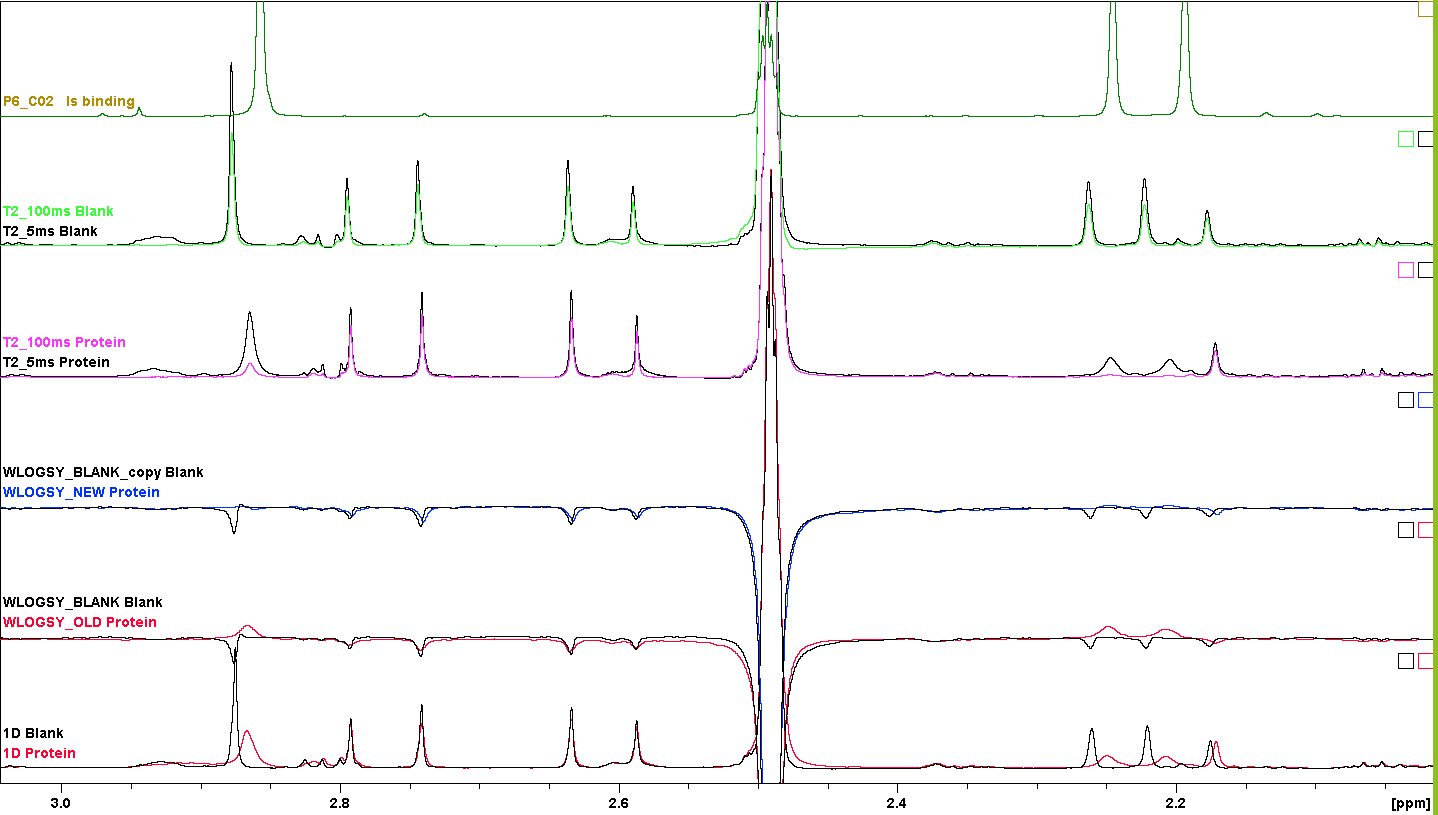 P6_C02 Is binding
T2_100ms Blank
T2_5ms Blank
T2_100ms Protein
T2_5ms Protein
WLOGSY_BLANK_copy Blank
WLOGSY_NEW Protein
WLOGSY_BLANK Blank
WLOGSY_OLD Protein
1D Blank
1D Protein
3.0 2.8 2.6 2.4 2.2 [ppm]